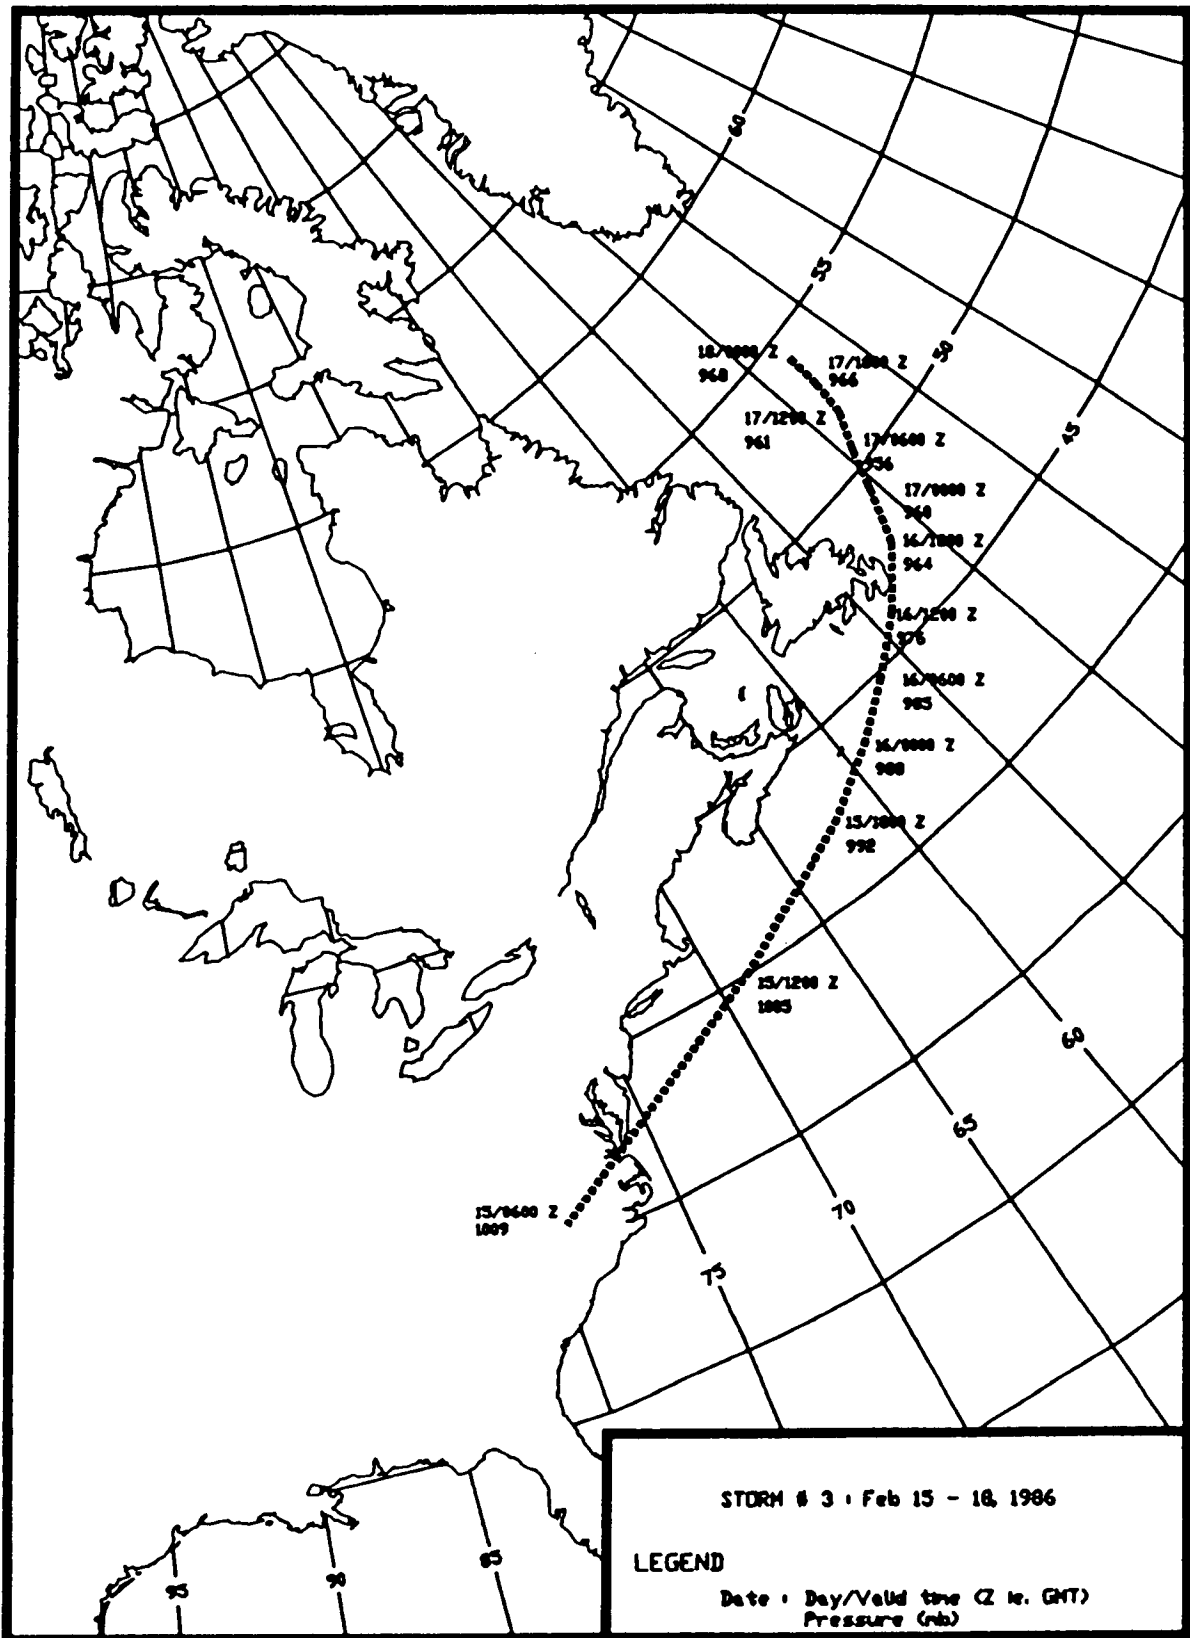 60
55
50
45
18/0000 Z
968
17/1800 Z
966
17/1200 Z
961
17/0600 Z
956
17/0000 Z
960
16/1800 Z
964
16/1200 Z
976
16/0600 Z
985
16/0000 Z
988
15/1800 Z
992
15/1200 Z
1005
15/0600 Z
1009
60
65
70
75
85
90
95
STORM # 3 : Feb 15 - 18, 1986
LEGEND
Date : Day/Valid time (Z ie. GMT)
Pressure (mb)